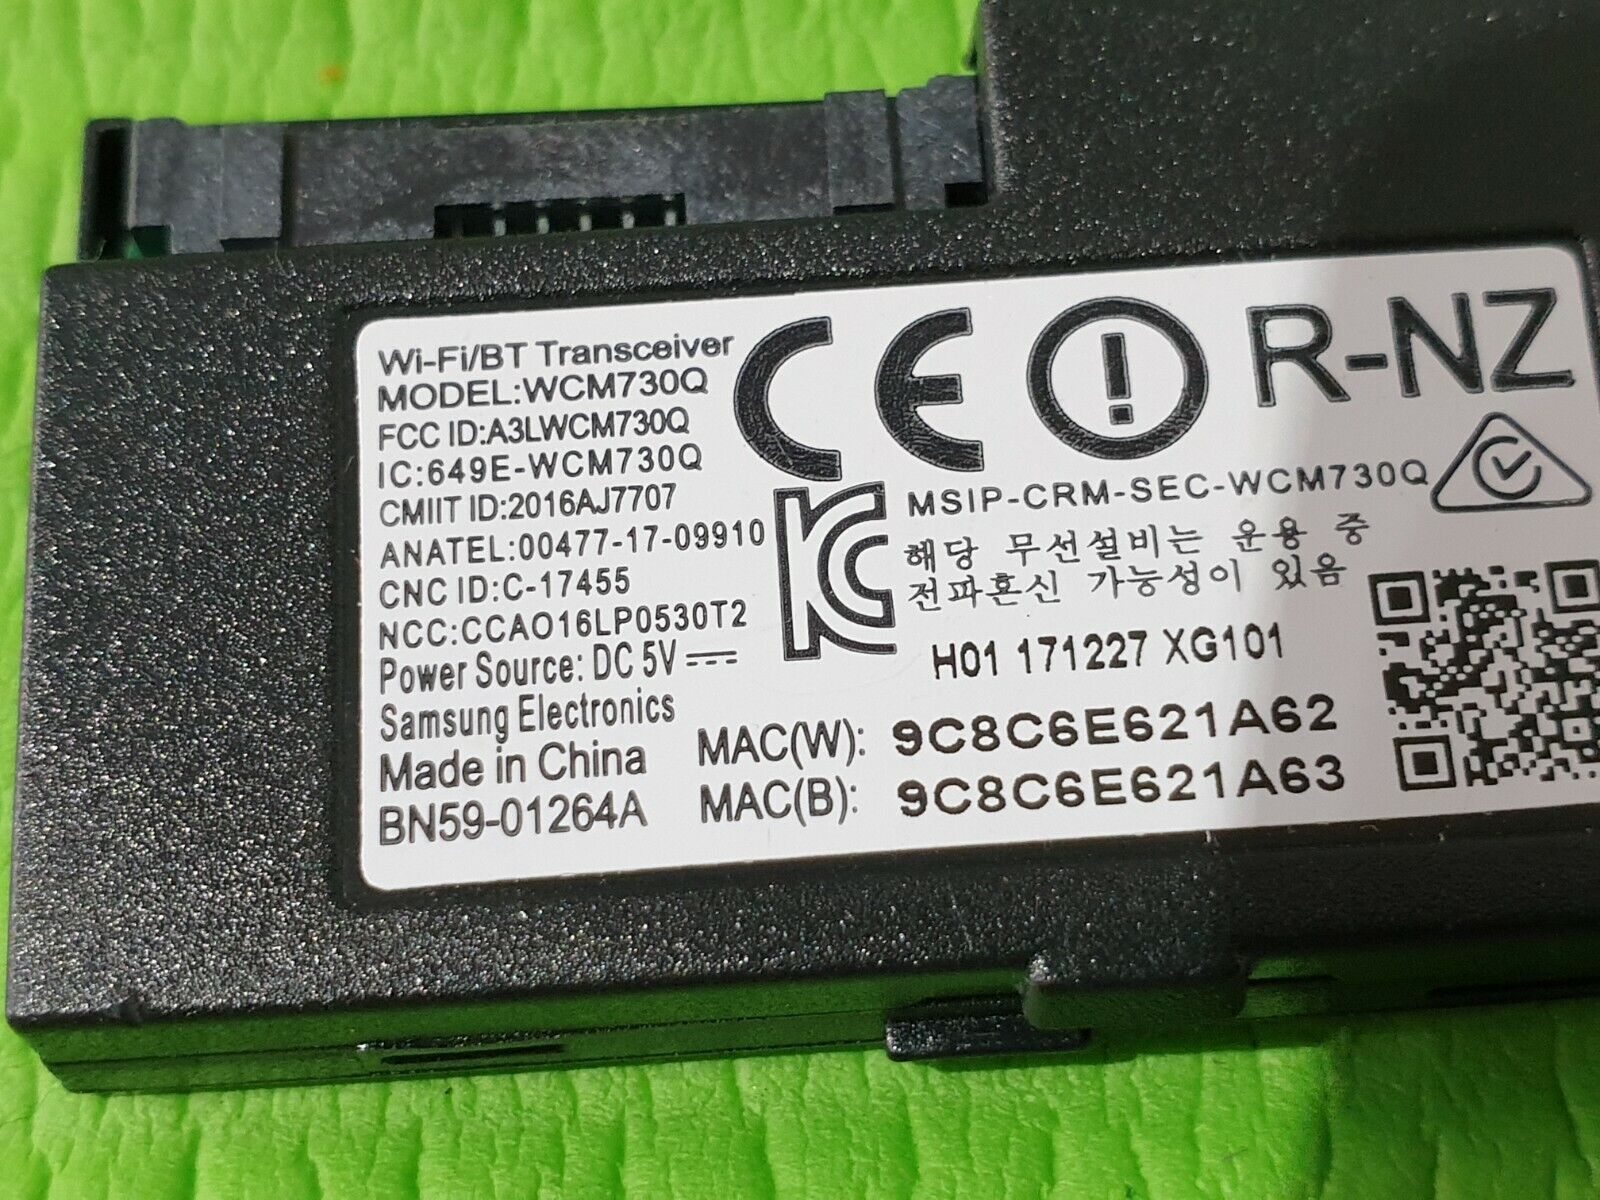 Wi-Fi/BT Transceiver
MODEL:WCM730Q
FCC ID:A3LWCM730Q
IC:649E-WCM730Q
CMIIT ID:2016AJ7707
ANATEL:00477-17-09910
CNC ID:C-17455
NCC:CCAO16LP0530T2
Power Source: DC 5V
Samsung Electronics
Made in China
BN59-01264A
CE
R-NZ
MSIP-CRM-SEC-WCM730Q
해당 무선설비는 운용 중
전파혼신 가능성이 있음
H01 171227 XG101
MAC(W): 9C8C6E621A62
MAC(B): 9C8C6E621A63